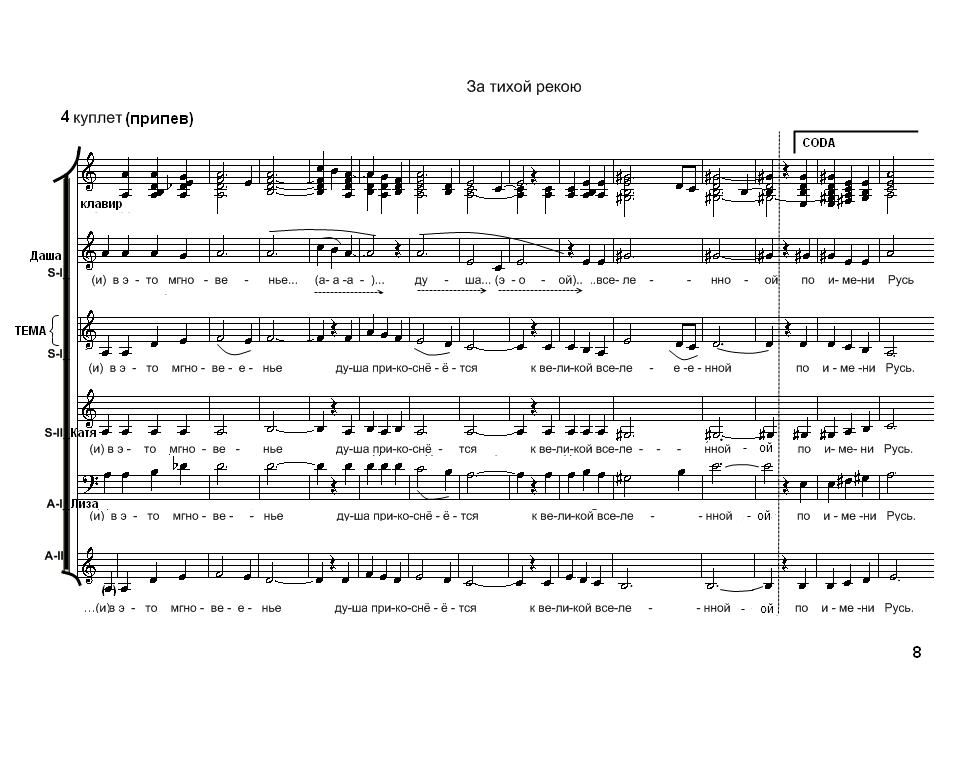 За тихой рекою
4 куплет (припев)
CODA
клавир
Даша
S-I
(и) в э - то мгно - ве - нье... (а- а -а - )... ду - ша... (э - о - ой).. ..все- ле - - нно - ой по и- ме-ни Русь
ТЕМА
S-I
(и) в э - то мгно - ве - е - нье ду-ша при-ко-снё - ё - тся к ве-ли-кой все-ле - е -е - нной по и - ме - ни Русь.
S-II Катя
(и) в э - то мгно - ве - нье ду-ша при-ко-снё - тся к ве-ли-кой все-ле - - нной - ой по и- ме- ни Русь.
A-I Лиза
(и) в э - то мгно - ве - - нье ду-ша при-ко-снё - ё - тся к ве-ли-кой все-ле - - -нной - ой по и - ме - ни Русь.
A-II
...(и)в э - то мгно - ве - е - нье ду-ша при-ко-снё - ё - тся к ве-ли-кой все-ле - - -нной - ой по и - ме - ни Русь.
8